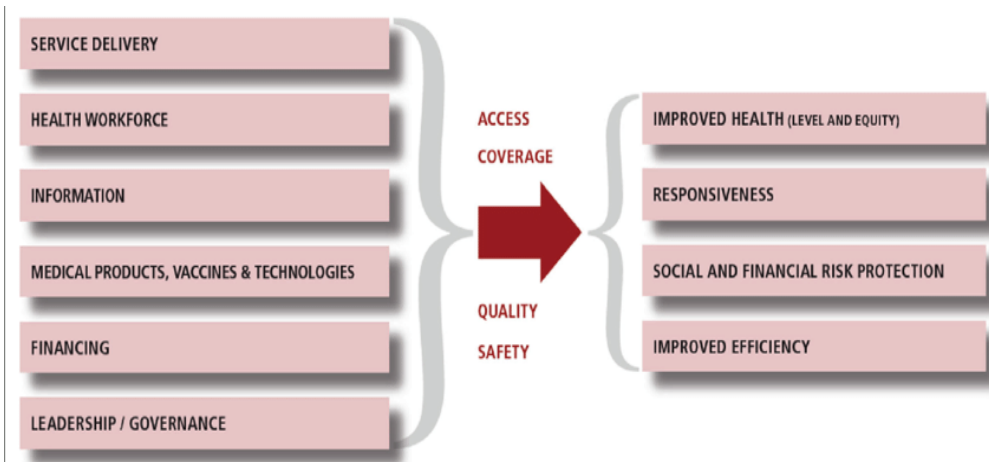 SERVICE DELIVERY
HEALTH WORKFORCE
INFORMATION
MEDICAL PRODUCTS, VACCINES & TECHNOLOGIES
FINANCING
LEADERSHIP / GOVERNANCE
ACCESS
COVERAGE
QUALITY
SAFETY
IMPROVED HEALTH (LEVEL AND EQUITY)
RESPONSIVENESS
SOCIAL AND FINANCIAL RISK PROTECTION
IMPROVED EFFICIENCY